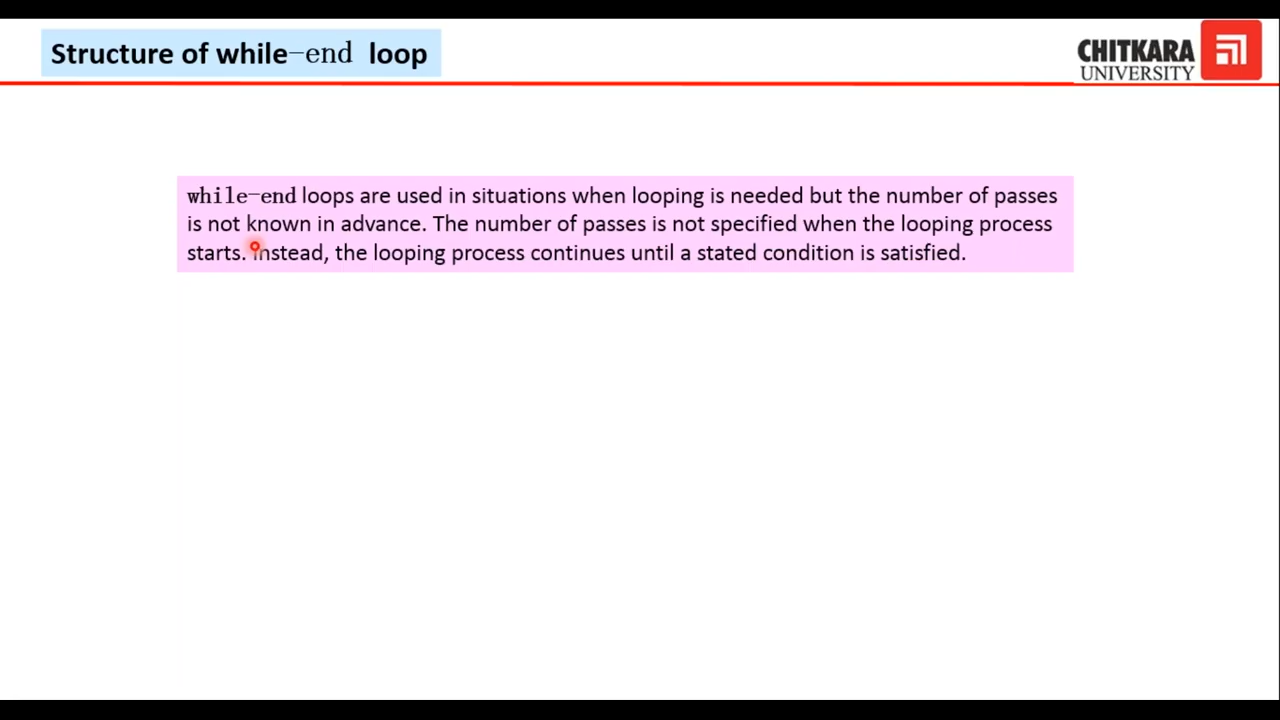 Structure of while-end loop
CHITKARA
UNIVERSITY
while-end loops are used in situations when looping is needed but the number of passes
is not known in advance. The number of passes is not specified when the looping process
starts. Instead, the looping process continues until a stated condition is satisfied.